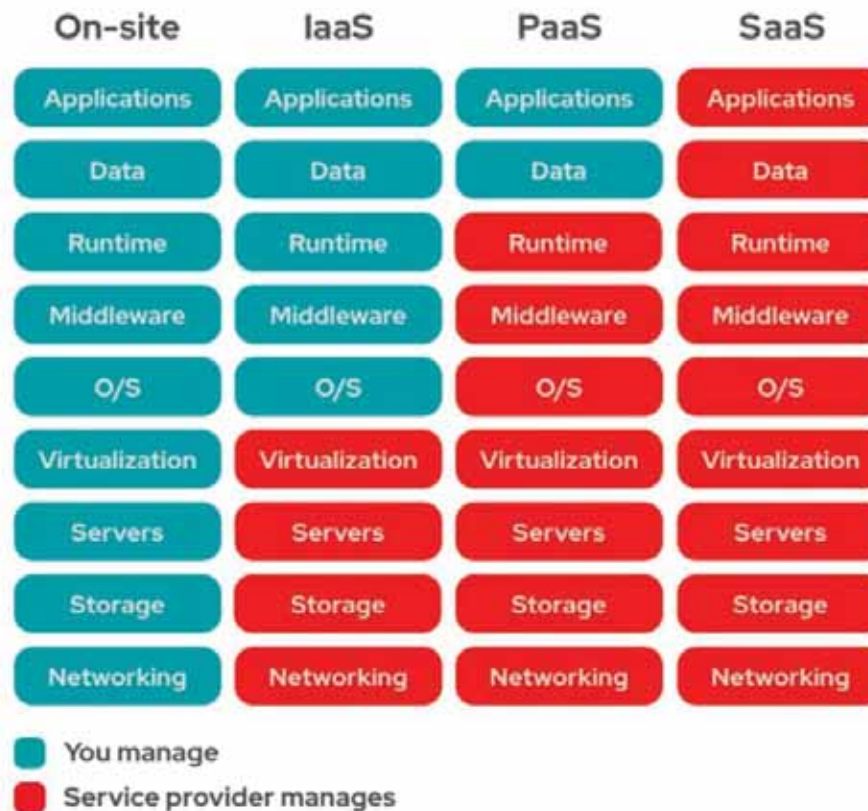 On-site IaaS PaaS SaaS
Applications Applications Applications Applications
Data Data Data Data
Runtime Runtime Runtime Runtime
Middleware Middleware Middleware Middleware
O/S O/S O/S O/S
Virtualization Virtualization Virtualization Virtualization
Servers Servers Servers Servers
Storage Storage Storage Storage
Networking Networking Networking Networking
You manage
Service provider manages